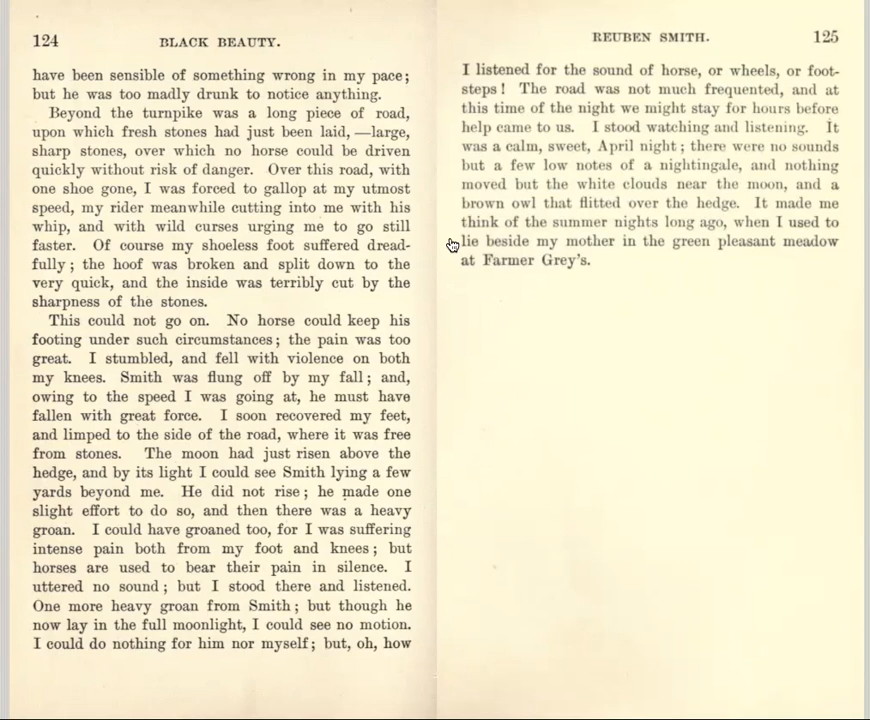 124 BLACK BEAUTY.
have been sensible of something wrong in my pace;
but he was too madly drunk to notice anything.
Beyond the turnpike was a long piece of road,
upon which fresh stones had just been laid, —large,
sharp stones, over which no horse could be driven
quickly without risk of danger. Over this road, with
one shoe gone, I was forced to gallop at my utmost
speed, my rider meanwhile cutting into me with his
whip, and with wild curses urging me to go still
faster. Of course my shoeless foot suffered dread-
fully; the hoof was broken and split down to the
very quick, and the inside was terribly cut by the
sharpness of the stones.
This could not go on. No horse could keep his
footing under such circumstances; the pain was too
great. I stumbled, and fell with violence on both
my knees. Smith was flung off by my fall; and,
owing to the speed I was going at, he must have
fallen with great force. I soon recovered my feet,
and limped to the side of the road, where it was free
from stones. The moon had just risen above the
hedge, and by its light I could see Smith lying a few
yards beyond me. He did not rise; he made one
slight effort to do so, and then there was a heavy
groan. I could have groaned too, for I was suffering
intense pain both from my foot and knees; but
horses are used to bear their pain in silence. I
uttered no sound; but I stood there and listened.
One more heavy groan from Smith; but though he
now lay in the full moonlight, I could see no motion.
I could do nothing for him nor myself; but, oh, how
REUBEN SMITH. 125
I listened for the sound of horse, or wheels, or foot-
steps! The road was not much frequented, and at
this time of the night we might stay for hours before
help came to us. I stood watching and listening. It
was a calm, sweet, April night; there were no sounds
but a few low notes of a nightingale, and nothing
moved but the white clouds near the moon, and a
brown owl that flitted over the hedge. It made me
think of the summer nights long ago, when I used to
lie beside my mother in the green pleasant meadow
at Farmer Grey's.